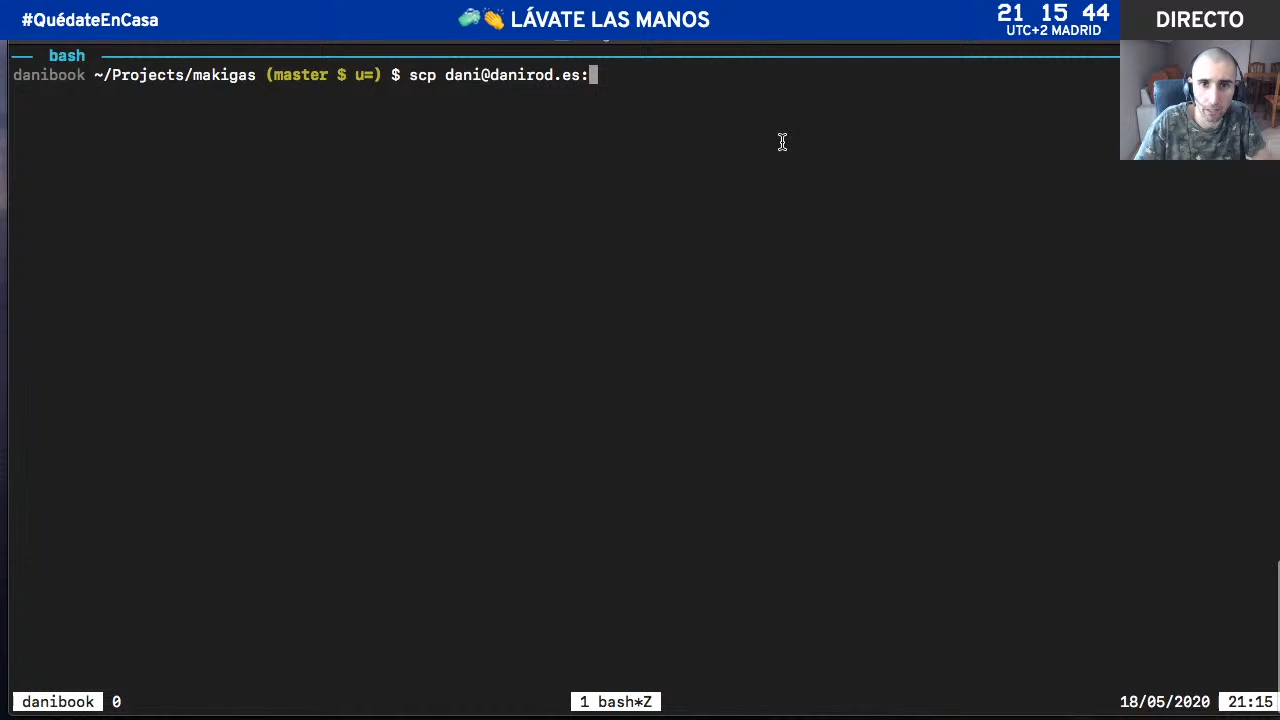 #QuédateEnCasa
LÁVATE LAS MANOS
21 15 44
UTC+2 MADRID
DIRECTO
bash
danibook ~/Projects/makigas (master $ u=) $ scp dani@danirod.es:
danibook 0
1 bash*Z
18/05/2020 21:15